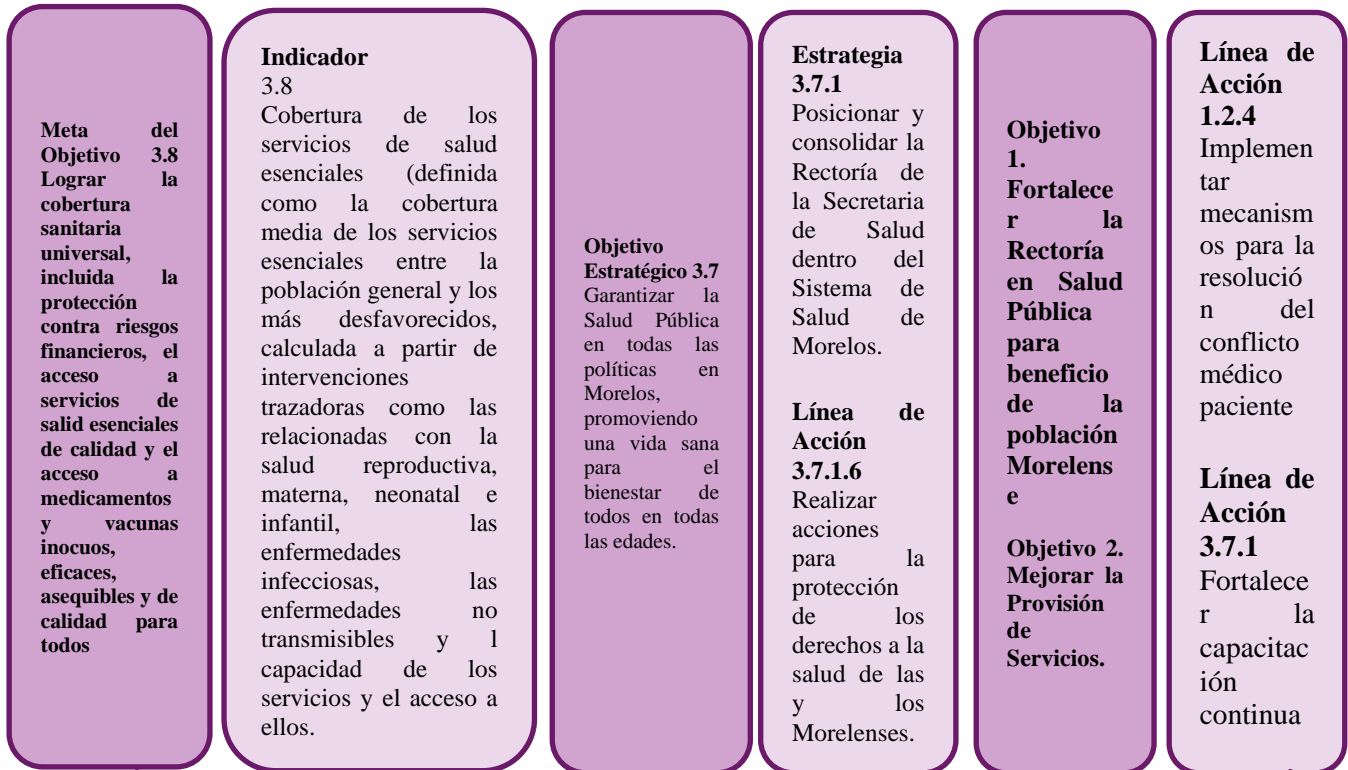 Meta del
Objetivo 3.8
Lograr la
cobertura
sanitaria
universal,
incluida la
protección
contra riesgos
financieros, el
acceso a
servicios de
salid esenciales
de calidad y el
acceso a
medicamentos
y vacunas
inocuos,
eficaces,
asequibles y de
calidad para
todos
Indicador
3.8
Cobertura de los
servicios de salud
esenciales (definida
como la cobertura
media de los servicios
esenciales entre la
población general y los
más desfavorecidos,
calculada a partir de
intervenciones
trazadoras como las
relacionadas con la
salud reproductiva,
materna, neonatal e
infantil, las
enfermedades
infecciosas, las
enfermedades no
transmisibles y l
capacidad de los
servicios y el acceso a
ellos.
Objetivo
Estratégico 3.7
Garantizar la
Salud Pública
en todas las
políticas en
Morelos,
promoviendo
una vida sana
para el
bienestar de
todos en todas
las edades.
Estrategia
3.7.1
Posicionar y
consolidar la
Rectoría de
la Secretaria
de Salud
dentro del
Sistema de
Salud de
Morelos.
Línea de
Acción
3.7.1.6
Realizar
acciones
para la
protección
de los
derechos a la
salud de las
y los
Morelenses.
Objetivo
1.
Fortalece
r la
Rectoría
en Salud
Pública
para
beneficio
de la
población
Morelens
e
Objetivo 2.
Mejorar la
Provisión
de
Servicios.
Línea de
Acción
1.2.4
Implemen
tar
mecanism
os para la
resolució
n del
conflicto
médico
paciente
Línea de
Acción
3.7.1
Fortalece
r la
capacitac
ión
continua